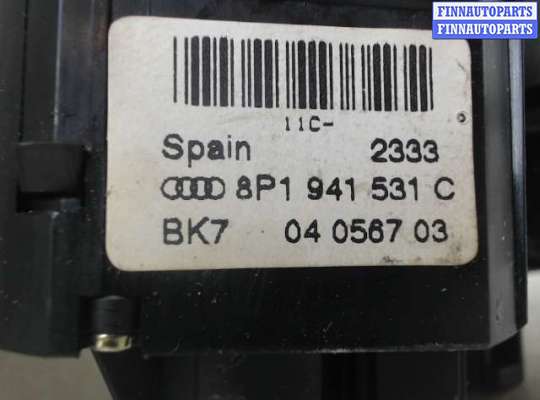 FINNAUTOPARTS
FINNAUTOPARTS
11C-
Spain 2333
8P1 941 531 C
BK7 04 0567 03